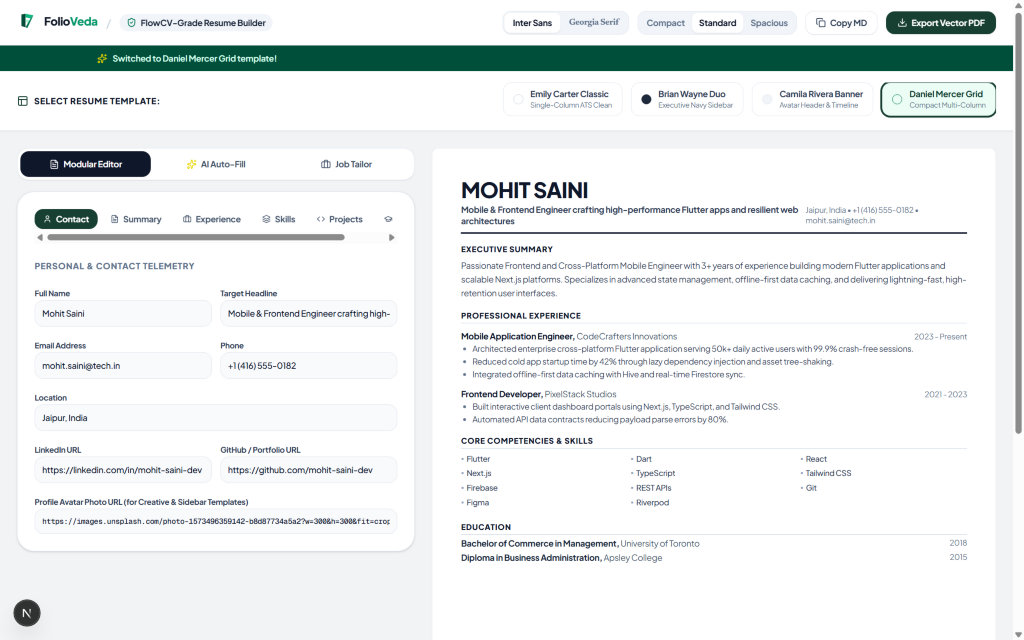 FolioVeda / FlowCV-Grade Resume Builder Inter Sans Georgia Serif Compact Standard Spacious Copy MD Export Vector PDF
Switched to Daniel Mercer Grid template!
SELECT RESUME TEMPLATE:
Emily Carter Classic
Single-Column ATS Clean
Brian Wayne Duo
Executive Navy Sidebar
Camila Rivera Banner
Avatar Header & Timeline
Daniel Mercer Grid
Compact Multi-Column
Modular Editor AI Auto-Fill Job Tailor
Contact Summary Experience Skills Projects
PERSONAL & CONTACT TELEMETRY
Full Name Target Headline
Mohit Saini Mobile & Frontend Engineer crafting high-
Email Address Phone
mohit.saini@tech.in +1 (416) 555-0182
Location
Jaipur, India
LinkedIn URL GitHub / Portfolio URL
https://linkedin.com/in/mohit-saini-dev https://github.com/mohit-saini-dev
Profile Avatar Photo URL (for Creative & Sidebar Templates)
https://images.unsplash.com/photo-1573496359142-b8d87734a5a2?w=300&h=300&fit=crop
N
MOHIT SAINI
Mobile & Frontend Engineer crafting high-performance Flutter apps and resilient web
architectures
Jaipur, India • +1 (416) 555-0182 •
mohit.saini@tech.in
EXECUTIVE SUMMARY
Passionate Frontend and Cross-Platform Mobile Engineer with 3+ years of experience building modern Flutter applications and
scalable Next.js platforms. Specializes in advanced state management, offline-first data caching, and delivering lightning-fast, high-
retention user interfaces.
PROFESSIONAL EXPERIENCE
Mobile Application Engineer, CodeCrafters Innovations 2023 - Present
• Architected enterprise cross-platform Flutter application serving 50k+ daily active users with 99.9% crash-free sessions.
• Reduced cold app startup time by 42% through lazy dependency injection and asset tree-shaking.
• Integrated offline-first data caching with Hive and real-time Firestore sync.
Frontend Developer, PixelStack Studios 2021 - 2023
• Built interactive client dashboard portals using Next.js, TypeScript, and Tailwind CSS.
• Automated API data contracts reducing payload parse errors by 80%.
CORE COMPETENCIES & SKILLS
• Flutter • Dart • React
• Next.js • TypeScript • Tailwind CSS
• Firebase • REST APIs • Git
• Figma • Riverpod
EDUCATION
Bachelor of Commerce in Management, University of Toronto 2018
Diploma in Business Administration, Apsley College 2015